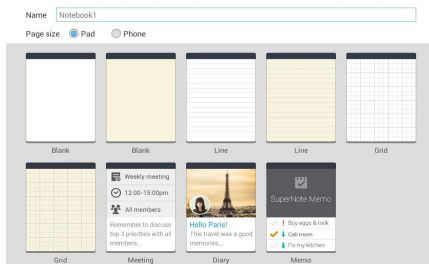 Name Notebook1
Page size Pad Phone
Blank Blank Line Line Grid
Weekly meeting
12:00-15:00pm
All members
Remember to discuss
top 3 priorities with all
members...
Hello Paris!
This travel was a good
memories...
SuperNote Memo
Buy eggs & milk
Call mom
Fix my kitchen
Grid Meeting Diary Memo